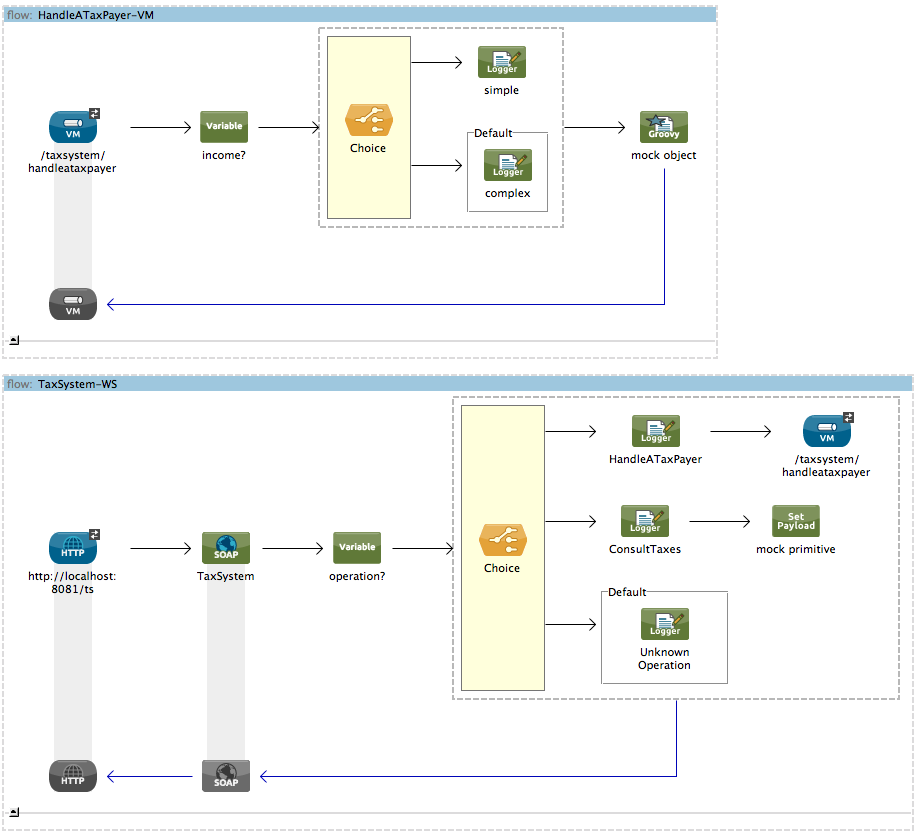 flow: HandleATaxPayer-VM
Logger
simple
VM
/taxsystem/
handleataxpayer
Variable
income?
Choice
Default
Logger
complex
Groovy
mock object
VM
flow: TaxSystem-WS
Logger
HandleATaxPayer
VM
/taxsystem/
handleataxpayer
HTTP
http://localhost:
8081/ts
SOAP
TaxSystem
Variable
operation?
Choice
Logger
ConsultTaxes
Set
Payload
mock primitive
Default
Logger
Unknown
Operation
HTTP
SOAP